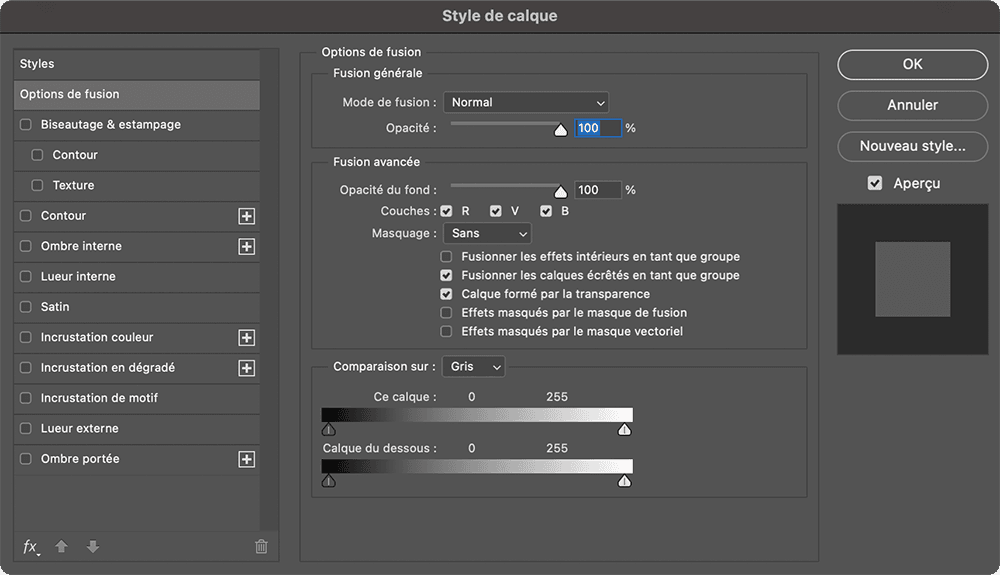 Style de calque
Styles
Options de fusion
Biseautage & estampage
Contour
Texture
Contour
Ombre interne
Lueur interne
Satin
Incrustation couleur
Incrustation en dégradé
Incrustation de motif
Lueur externe
Ombre portée
fx
Options de fusion
Fusion générale
Mode de fusion : Normal
Opacité : 100 %
Fusion avancée
Opacité du fond : 100 %
Couches : R V B
Masquage : Sans
Fusionner les effets intérieurs en tant que groupe
Fusionner les calques écrêtés en tant que groupe
Calque formé par la transparence
Effets masqués par le masque de fusion
Effets masqués par le masque vectoriel
Comparaison sur : Gris
Ce calque : 0 255
Calque du dessous : 0 255
OK
Annuler
Nouveau style...
Aperçu